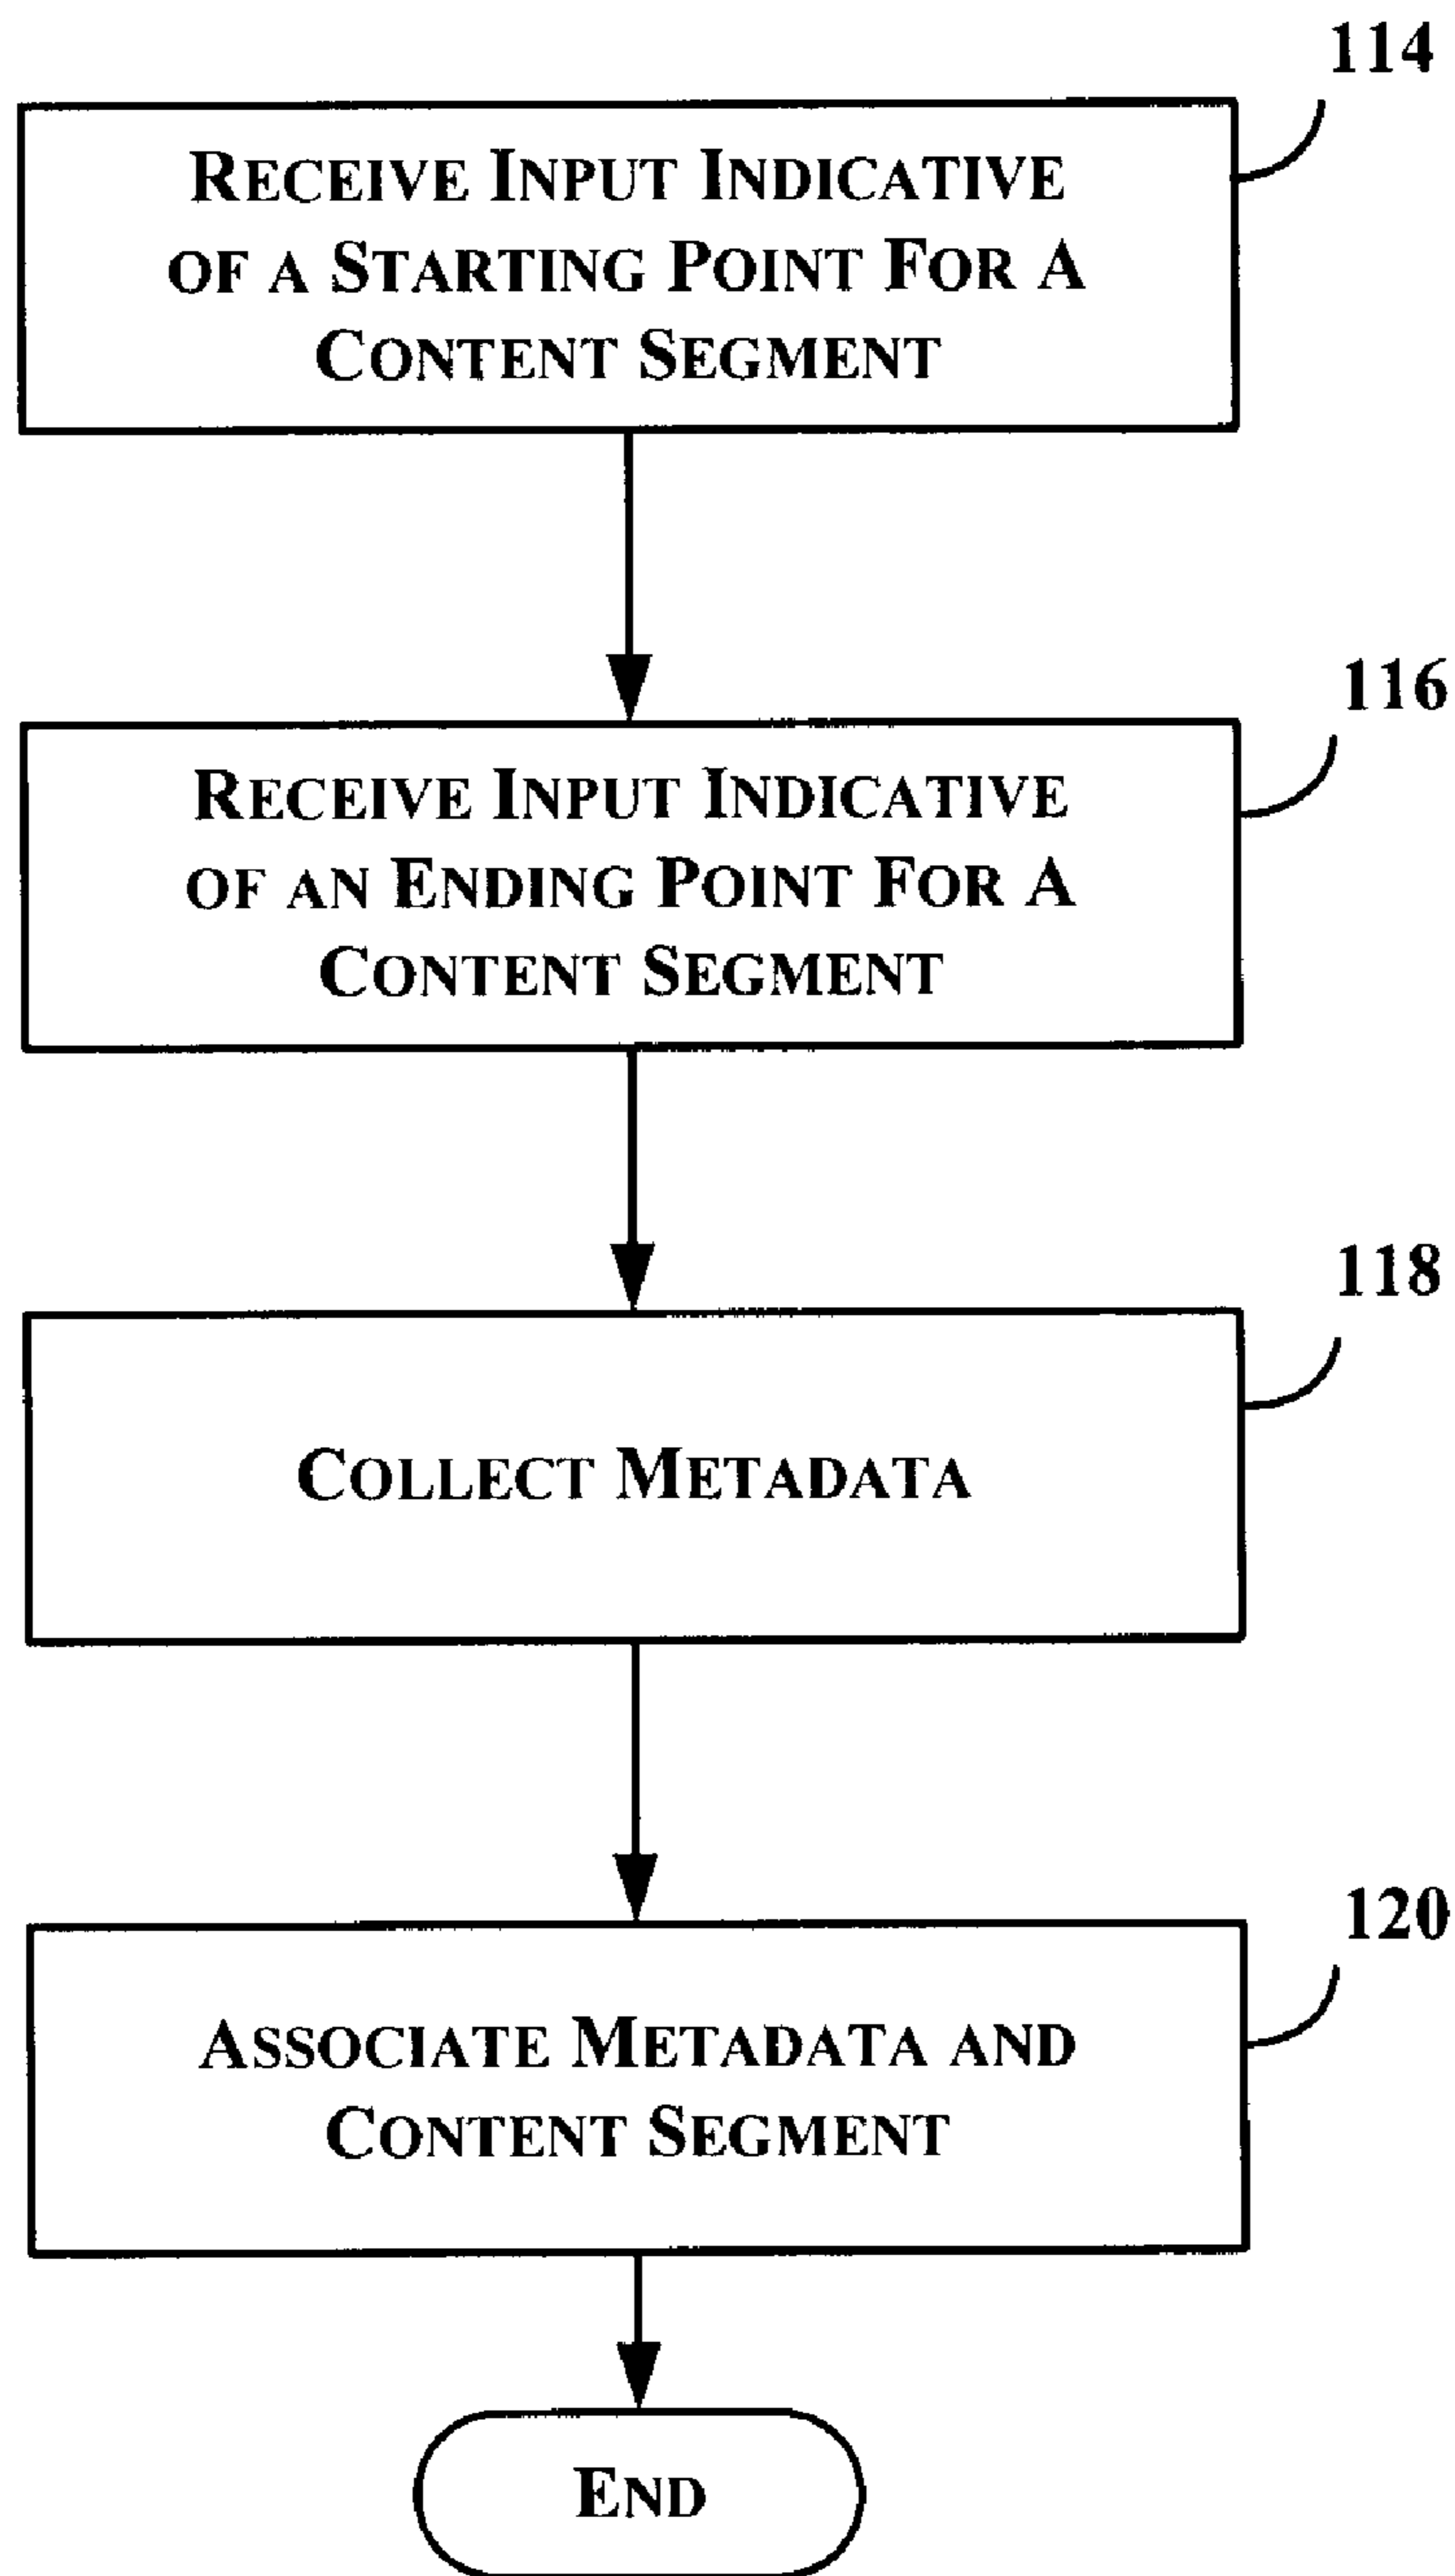 114
RECEIVE INPUT INDICATIVE
OF A STARTING POINT FOR A
CONTENT SEGMENT
116
RECEIVE INPUT INDICATIVE
OF AN ENDING POINT FOR A
CONTENT SEGMENT
118
COLLECT METADATA
120
ASSOCIATE METADATA AND
CONTENT SEGMENT
END